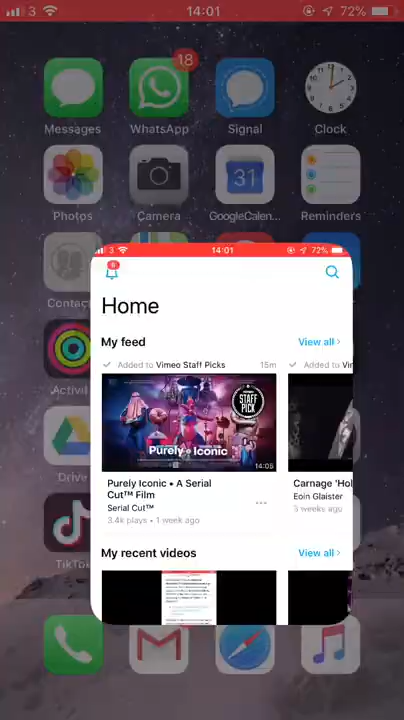 3 14:01 72%
18
Messages WhatsApp Signal Clock
31
Photos Camera GoogleCalen... Reminders
Contac
3 14:01 72%
Home
My feed View all
Added to Vimeo Staff Picks 15m
STAFF PICK
Purely Iconic
14:05
Purely Iconic • A Serial
Cut™ Film
Serial Cut™
3.4k plays • 1 week ago
Added to Vi
Carnage 'Hol
Eoin Glaister
3 weeks ago
Activi
Drive
TikTok
My recent videos View all